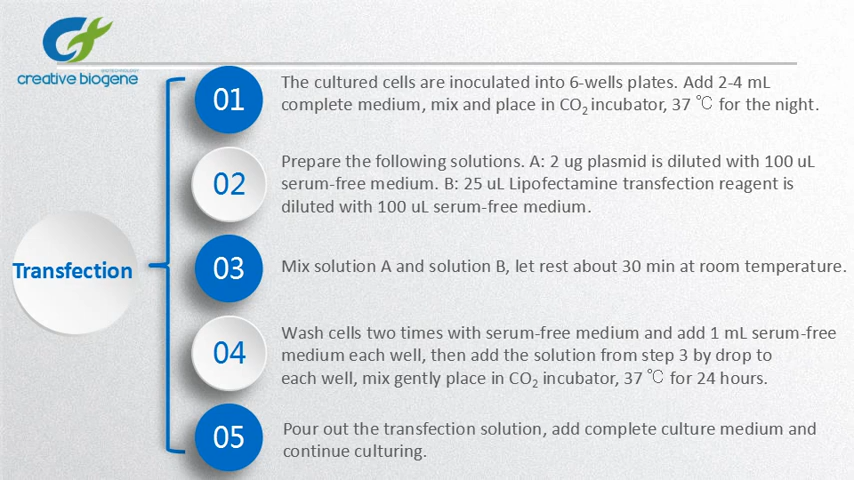 creative biogene
Transfection
01
The cultured cells are inoculated into 6-wells plates. Add 2-4 mL
complete medium, mix and place in CO2 incubator, 37 ℃ for the night.
02
Prepare the following solutions. A: 2 ug plasmid is diluted with 100 uL
serum-free medium. B: 25 uL Lipofectamine transfection reagent is
diluted with 100 uL serum-free medium.
03
Mix solution A and solution B, let rest about 30 min at room temperature.
04
Wash cells two times with serum-free medium and add 1 mL serum-free
medium each well, then add the solution from step 3 by drop to
each well, mix gently place in CO2 incubator, 37 ℃ for 24 hours.
05
Pour out the transfection solution, add complete culture medium and
continue culturing.